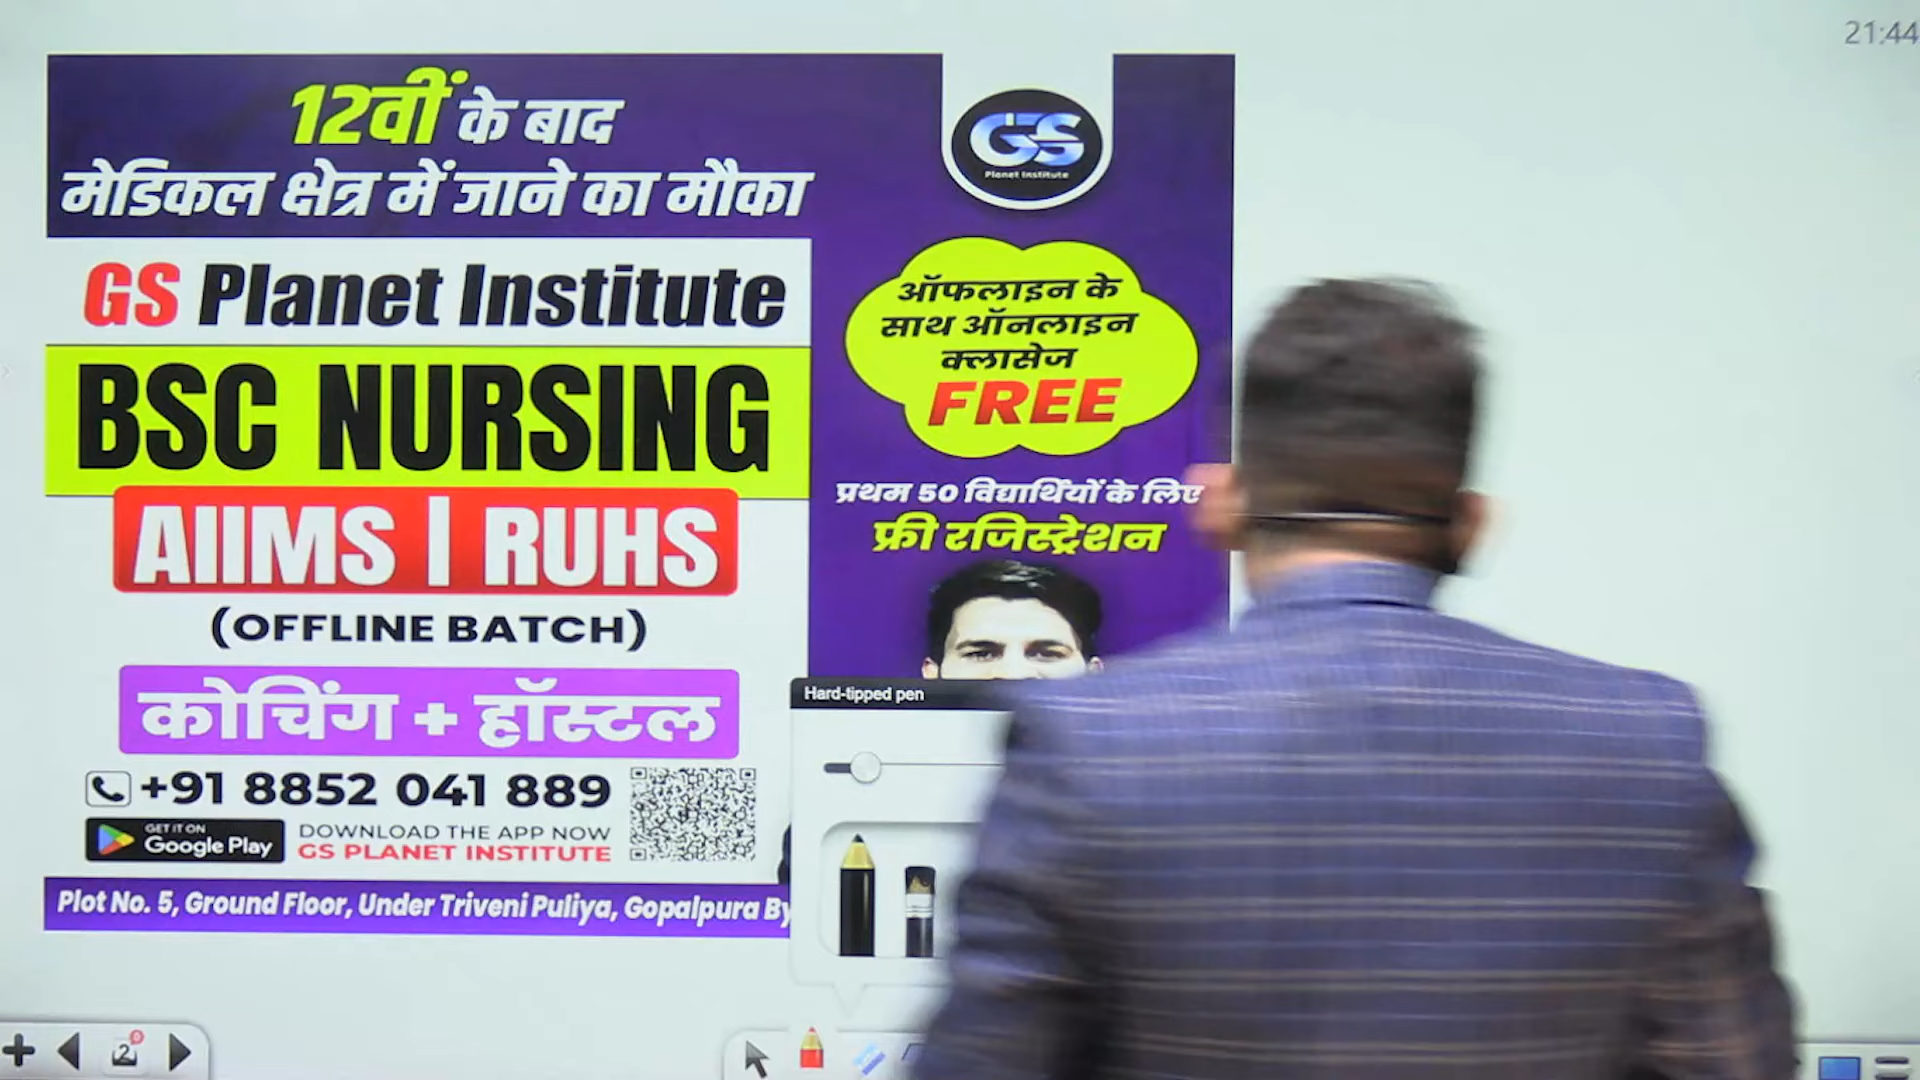 21:44
12वीं के बाद
मेडिकल क्षेत्र में जाने का मौका
GS
Planet Institute
GS Planet Institute
BSC NURSING
AIIMS | RUHS
(OFFLINE BATCH)
कोचिंग + हॉस्टल
+91 8852 041 889
GET IT ON
Google Play
DOWNLOAD THE APP NOW
GS PLANET INSTITUTE
Plot No. 5, Ground Floor, Under Triveni Puliya, Gopalpura By
ऑफलाइन के
साथ ऑनलाइन
क्लासेज
FREE
प्रथम 50 विद्यार्थियों के लिए
फ्री रजिस्ट्रेशन
Hard-tipped pen
2
0